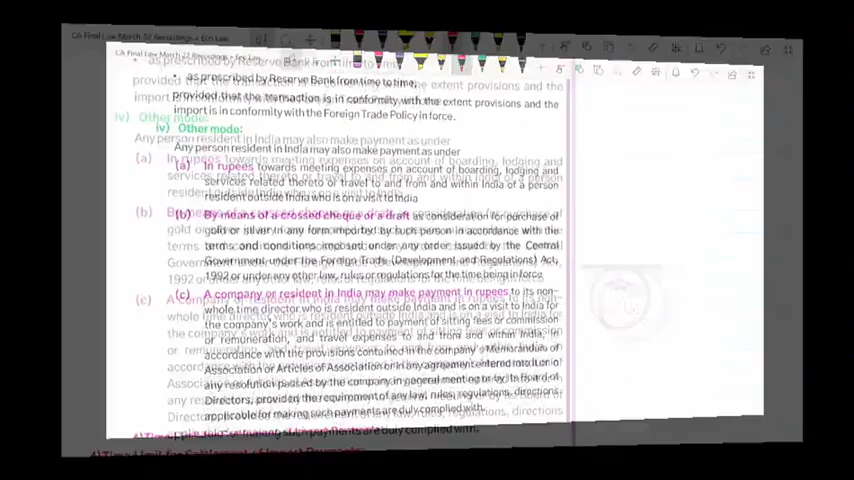 CA Final Law March 22 Recordings
• as prescribed by Reserve Bank from time to time,
provided that the transaction is in conformity with the extent provisions and the
import is in conformity with the Foreign Trade Policy in force.
iv) Other mode:
Any person resident in India may also make payment as under
(a) In rupees towards meeting expenses on account of boarding, lodging and
services related thereto or travel to and from and within India of a person
resident outside India who is on a visit to India
(b) By means of a crossed cheque or a draft as consideration for purchase of
gold or silver in any form imported by such person in accordance with the
terms and conditions imposed under any order issued by the Central
Government under the Foreign Trade (Development and Regulations) Act,
1992 or under any other law, rules or regulations for the time being in force
(c) A company or resident in India may make payment in rupees to its non-
whole time director who is resident outside India and is on a visit to India for
the company's work and is entitled to payment of sitting fees or commission
or remuneration, and travel expenses to and from and within India, in
accordance with the provisions contained in the company's Memorandum of
Association or Articles of Association or in any agreement entered into it or
any resolution passed by the company in general meeting or by its Board of
Directors, provided the requirement of any law, rules, regulations, directions
applicable for making such payments are duly complied with.
4) Time Limit for Settlement of Import Payments: